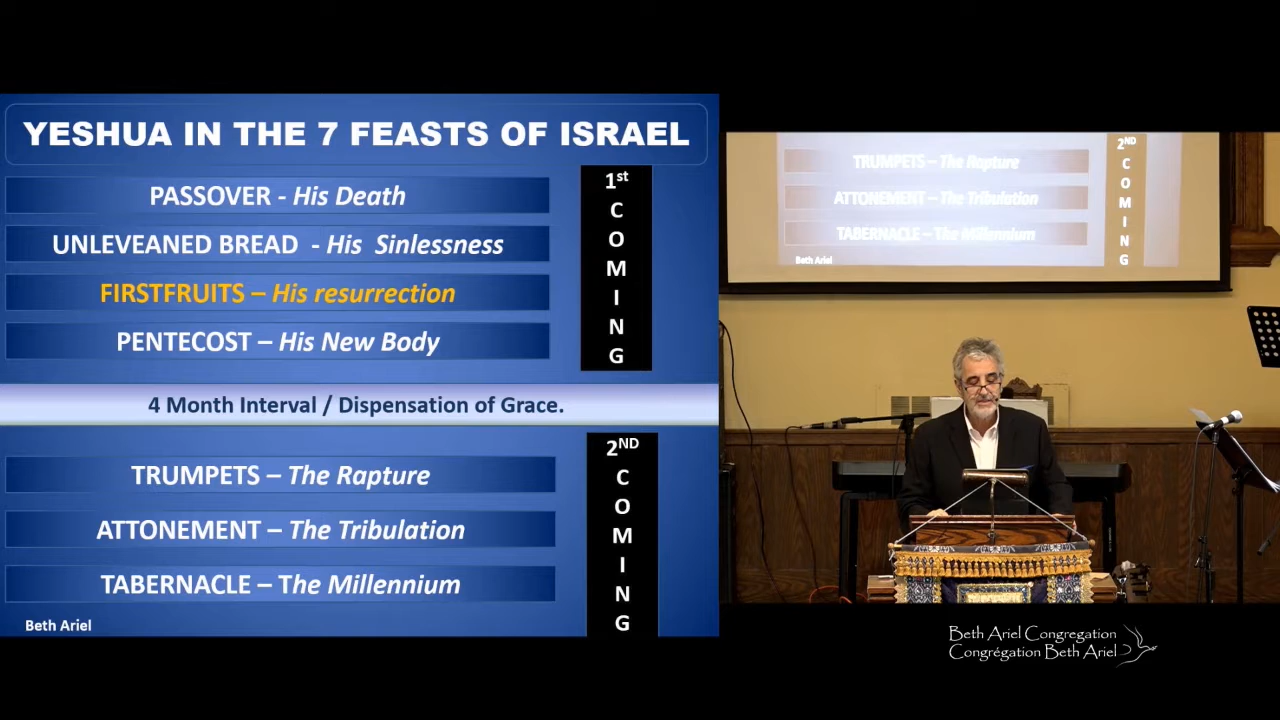 YESHUA IN THE 7 FEASTS OF ISRAEL
PASSOVER - His Death
UNLEVEANED BREAD - His Sinlessness
FIRSTFRUITS – His resurrection
PENTECOST – His New Body
1st
C
O
M
I
N
G
4 Month Interval / Dispensation of Grace.
TRUMPETS – The Rapture
ATTONEMENT – The Tribulation
TABERNACLE – The Millennium
2ND
C
O
M
I
N
G
Beth Ariel
TRUMPETS – The Rapture
ATTONEMENT – The Tribulation
TABERNACLE – The Millennium
2ND
C
O
M
I
N
G
Beth Ariel
Beth Ariel Congregation
Congrégation Beth Ariel